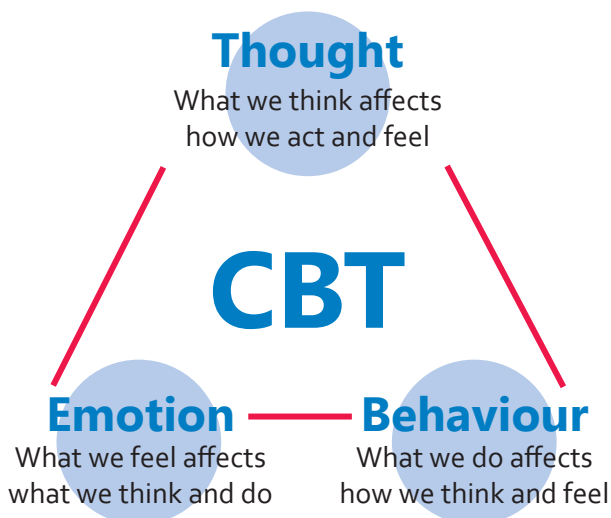 Thought
What we think affects
how we act and feel
CBT
Emotion
What we feel affects
what we think and do
Behaviour
What we do affects
how we think and feel